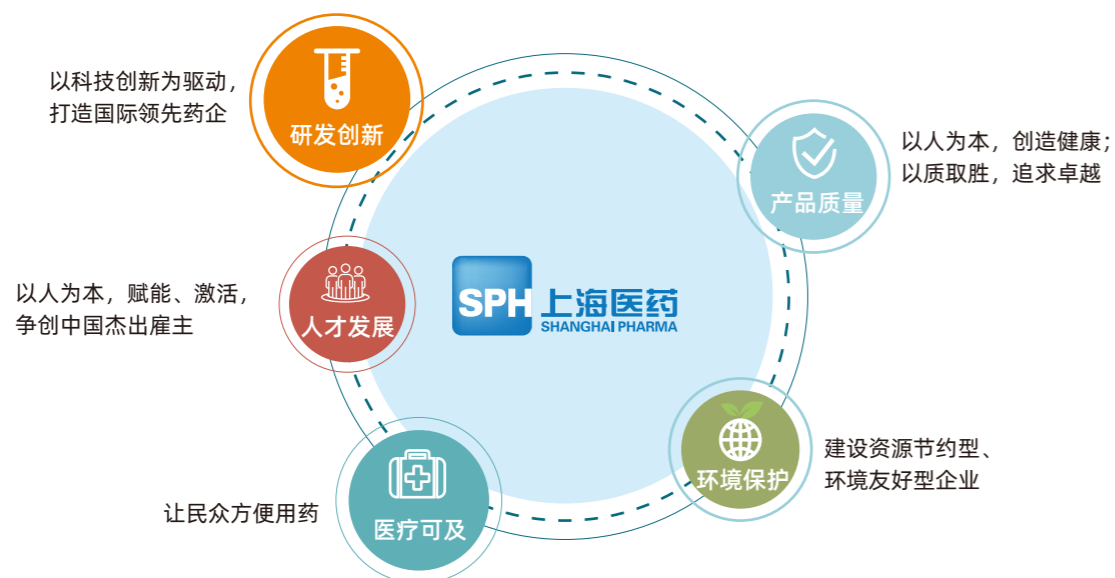 以科技创新为驱动，
打造国际领先药企
研发创新
以人为本，创造健康；
以质取胜，追求卓越
产品质量
以人为本，赋能、激活，
争创中国杰出雇主
人才发展
SPH 上海医药
SHANGHAI PHARMA
建设资源节约型、
环境友好型企业
环境保护
让民众方便用药
医疗可及